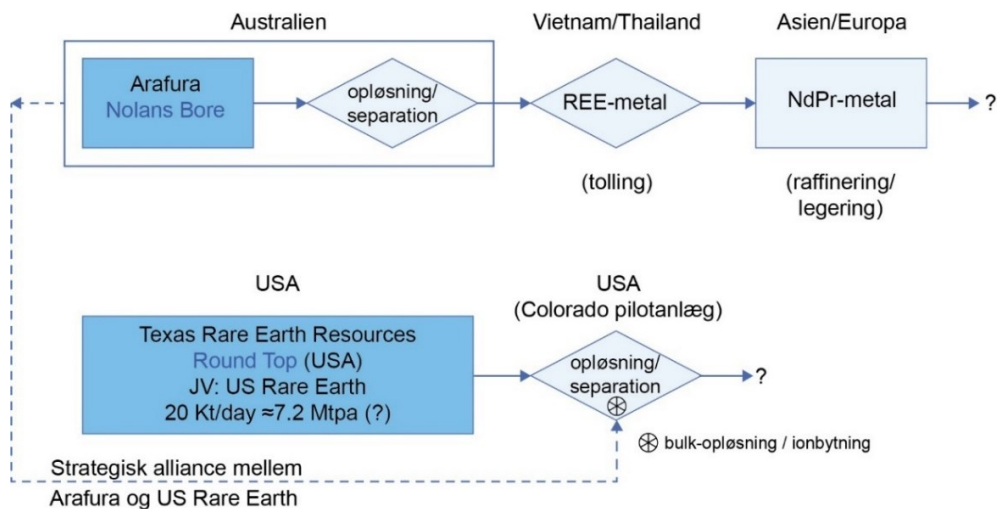 Australien
Vietnam/Thailand
Asien/Europa
Arafura
Nolans Bore
opløsning/
separation
REE-metal
NdPr-metal
?
(tolling)
(raffinering/
legering)
USA
USA
(Colorado pilotanlæg)
Texas Rare Earth Resources
Round Top (USA)
JV: US Rare Earth
20 Kt/day ≈7.2 Mtpa (?)
opløsning/
separation
?
bulk-opløsning / ionbytning
Strategisk alliance mellem
Arafura og US Rare Earth